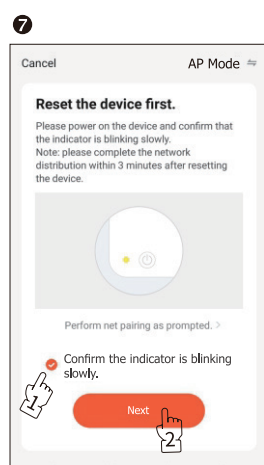 7
Cancel AP Mode
Reset the device first.
Please power on the device and confirm that
the indicator is blinking slowly.
Note: please complete the network
distribution within 3 minutes after resetting
the device.
Perform net pairing as prompted. >
Confirm the indicator is blinking
slowly.
1
Next
2